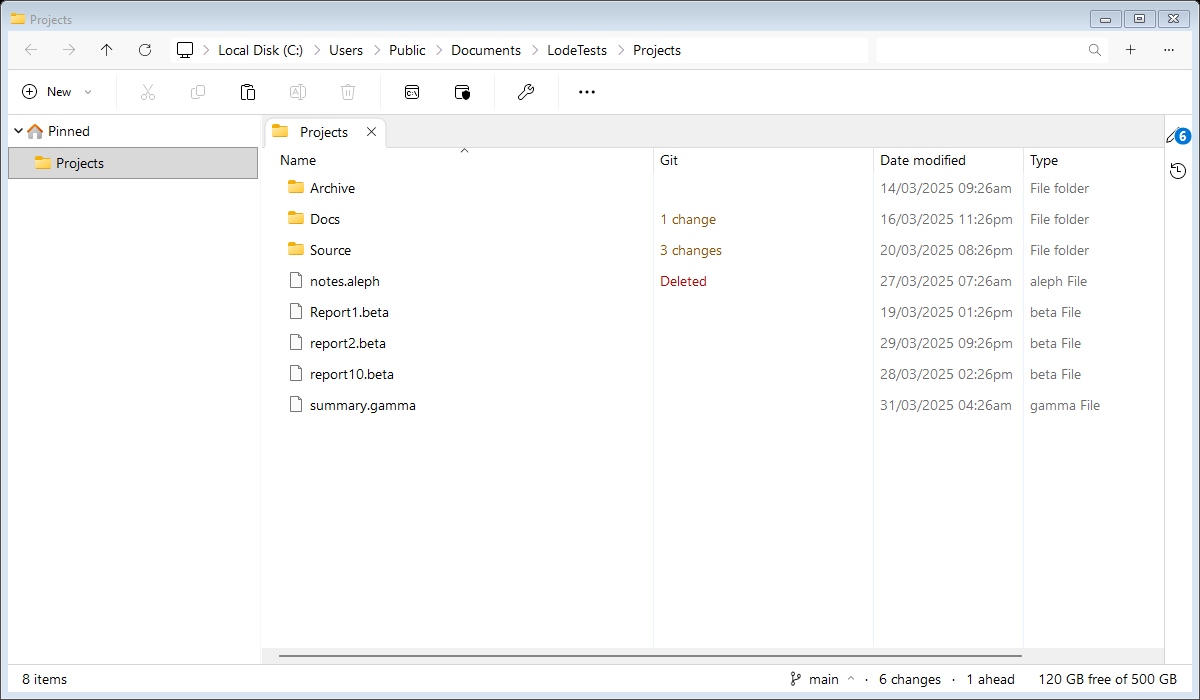 Projects
Local Disk (C:) Users Public Documents LodeTests Projects
New
Pinned
Projects
Projects
Name Git Date modified Type
Archive 14/03/2025 09:26am File folder
Docs 1 change 16/03/2025 11:26pm File folder
Source 3 changes 20/03/2025 08:26pm File folder
notes.aleph Deleted 27/03/2025 07:26am aleph File
Report1.beta 19/03/2025 01:26pm beta File
report2.beta 29/03/2025 09:26pm beta File
report10.beta 28/03/2025 02:26pm beta File
summary.gamma 31/03/2025 04:26am gamma File
6
8 items main · 6 changes · 1 ahead 120 GB free of 500 GB